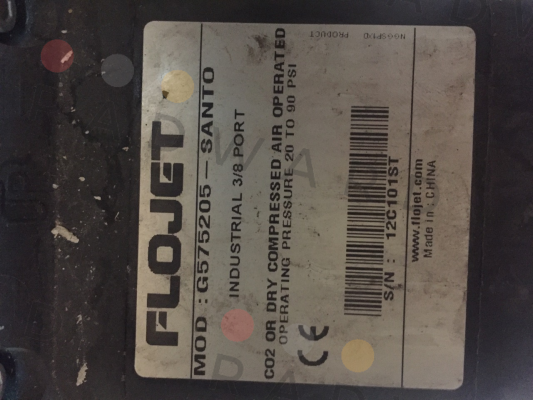 FLOJET
MOD : G575205-SANTO
INDUSTRIAL 3/8 PORT
CO2 OR DRY COMPRESSED AIR OPERATED
OPERATING PRESSURE 20 TO 90 PSI
S/N : 12C101ST
www.flojet.com
Made in : CHINA
PRODUCT